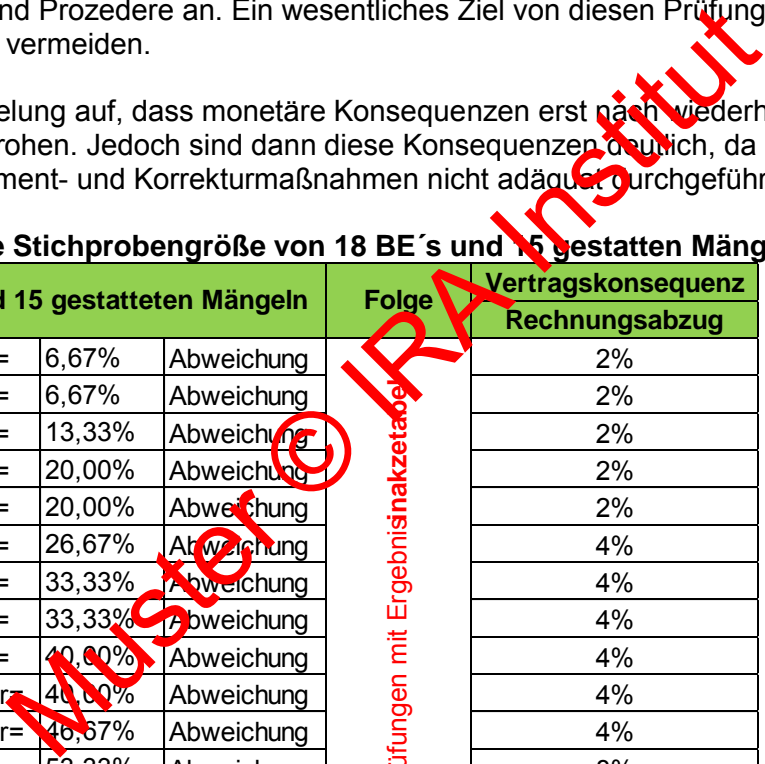 nd Prozedere an. Ein wesentliches Ziel von diesen Prüfung
vermeiden.
elung auf, dass monetäre Konsequenzen erst nach wiederh
rohen. Jedoch sind dann diese Konsequenzen deutlich, da
ment- und Korrekturmaßnahmen nicht adäquat durchgeführ
e Stichprobengröße von 18 BE´s und 15 gestatten Mäng
d 15 gestatteten Mängeln Folge Vertragskonsequenz
Rechnungsabzug
= 6,67% Abweichung 2%
= 6,67% Abweichung 2%
= 13,33% Abweichung 2%
= 20,00% Abweichung 2%
= 20,00% Abweichung 2%
= 26,67% Abweichung 4%
= 33,33% Abweichung 4%
= 33,33% Abweichung 4%
= 40,00% Abweichung 4%
r= 40,00% Abweichung 4%
r= 46,67% Abweichung 4%
üfungen mit Ergebnis inakzetabel
Muster © IRA Institut